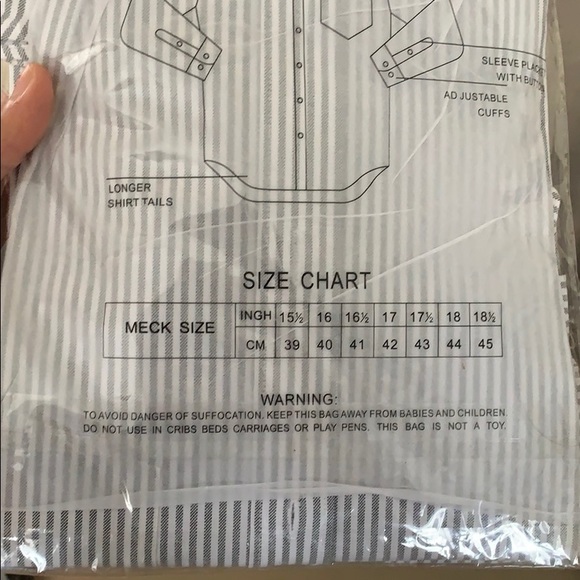 SLEEVE PLACKET
WITH BUTTON
ADJUSTABLE
CUFFS
LONGER
SHIRT TAILS
SIZE CHART
MECK SIZE
INGH 15½ 16 16½ 17 17½ 18 18½
CM 39 40 41 42 43 44 45
WARNING:
TO AVOID DANGER OF SUFFOCATION. KEEP THIS BAG AWAY FROM BABIES AND CHILDREN.
DO NOT USE IN CRIBS BEDS CARRIAGES OR PLAY PENS. THIS BAG IS NOT A TOY.